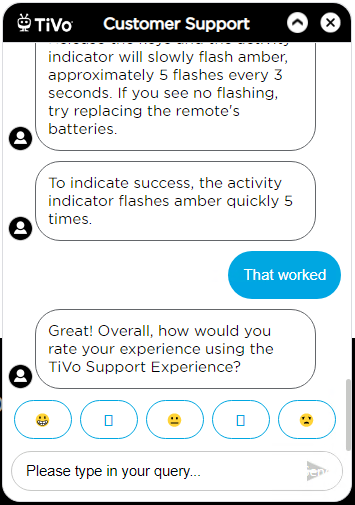 TiVo Customer Support
indicator will slowly flash amber,
approximately 5 flashes every 3
seconds. If you see no flashing,
try replacing the remote's
batteries.
To indicate success, the activity
indicator flashes amber quickly 5
times.
That worked
Great! Overall, how would you
rate your experience using the
TiVo Support Experience?
Please type in your query...